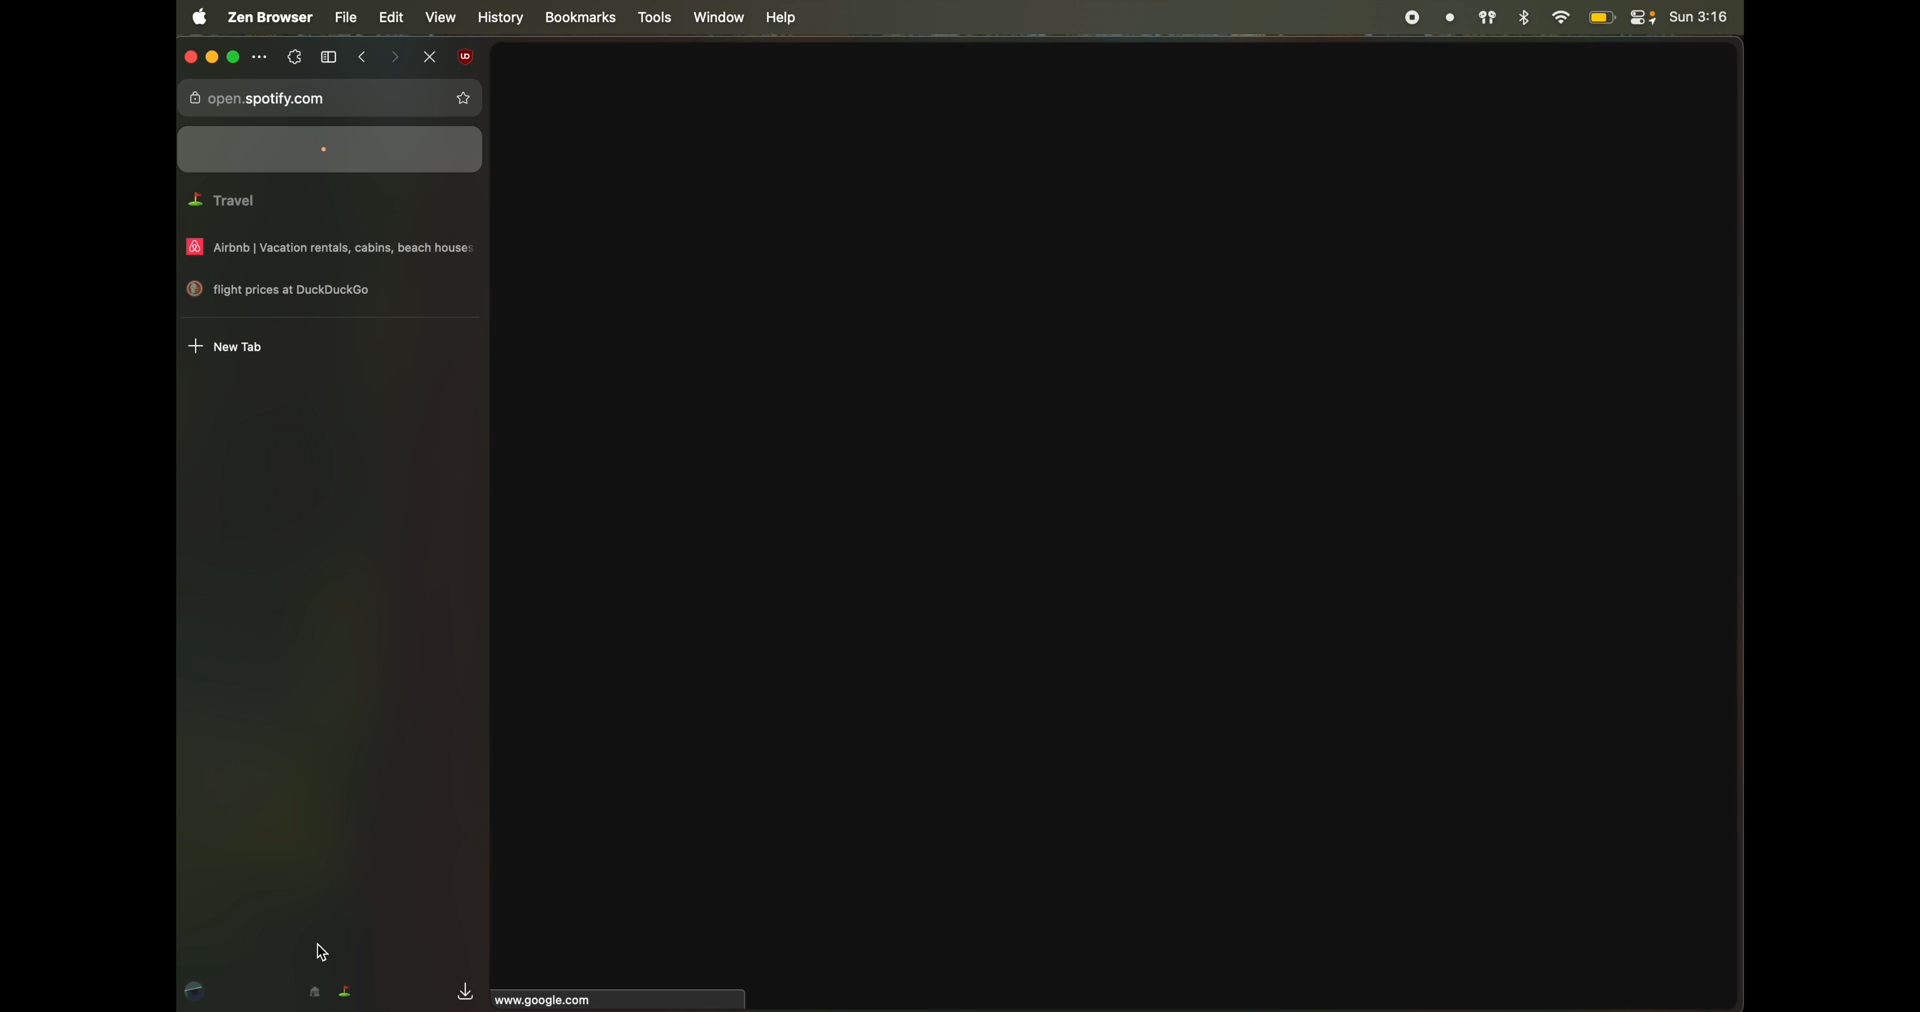 Zen Browser File Edit View History Bookmarks Tools Window Help Sun 3:16
open.spotify.com
Travel
Airbnb | Vacation rentals, cabins, beach houses
flight prices at DuckDuckGo
New Tab
www.google.com